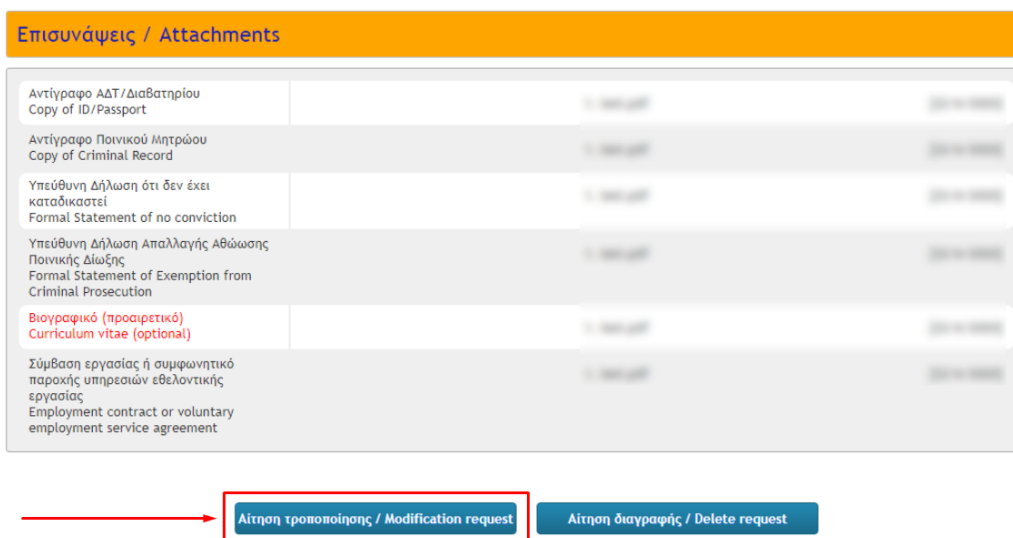 Επισυνάψεις / Attachments
Αντίγραφο ΑΔΤ/Διαβατηρίου
Copy of ID/Passport
Αντίγραφο Ποινικού Μητρώου
Copy of Criminal Record
Υπεύθυνη Δήλωση ότι δεν έχει
καταδικαστεί
Formal Statement of no conviction
Υπεύθυνη Δήλωση Απαλλαγής Αθώωσης
Ποινικής Δίωξης
Formal Statement of Exemption from
Criminal Prosecution
Βιογραφικό (προαιρετικό)
Curriculum vitae (optional)
Σύμβαση εργασίας ή συμφωνητικό
παροχής υπηρεσιών εθελοντικής
εργασίας
Employment contract or voluntary
employment service agreement
Αίτηση τροποποίησης / Modification request
Αίτηση διαγραφής / Delete request